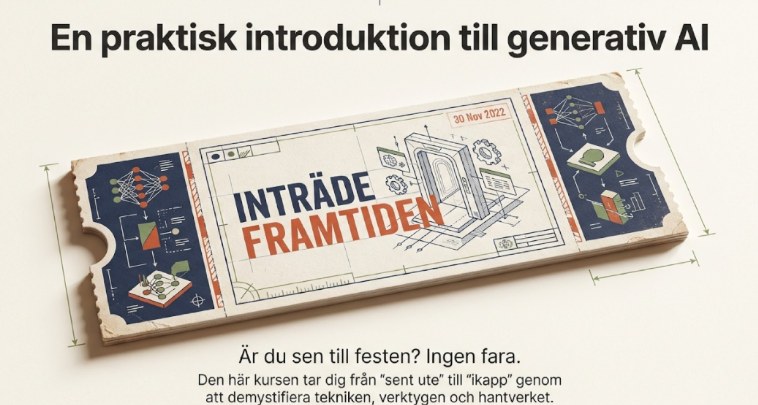 En praktisk introduktion till generativ AI
30 Nov 2022
INTRÄDE
FRAMTIDEN
Är du sen till festen? Ingen fara.
Den här kursen tar dig från "sent ute" till "ikapp" genom
att demystifiera tekniken, verktygen och hantverket.